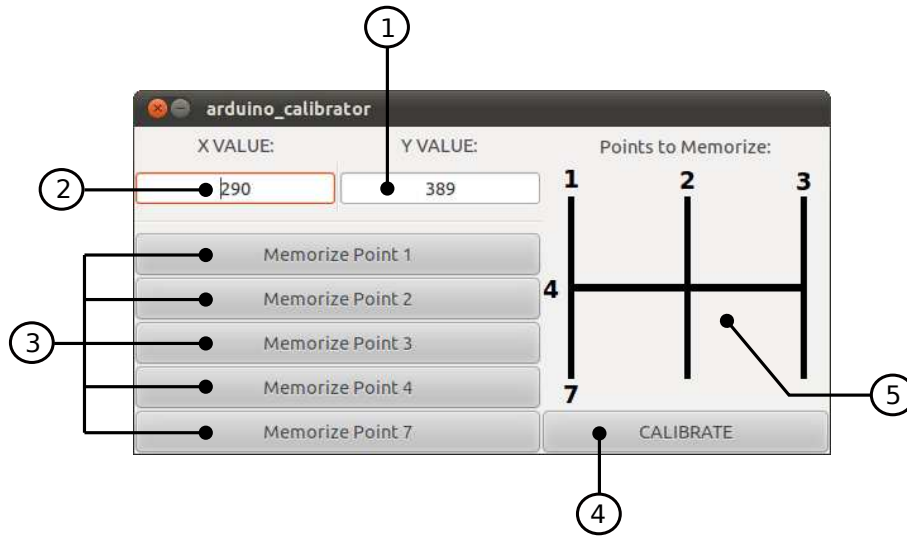 1
arduino_calibrator
X VALUE: Y VALUE: Points to Memorize:
2 290 389 1 2 3
Memorize Point 1
4
Memorize Point 2
3 Memorize Point 3
Memorize Point 4 7 5
Memorize Point 7 CALIBRATE
4